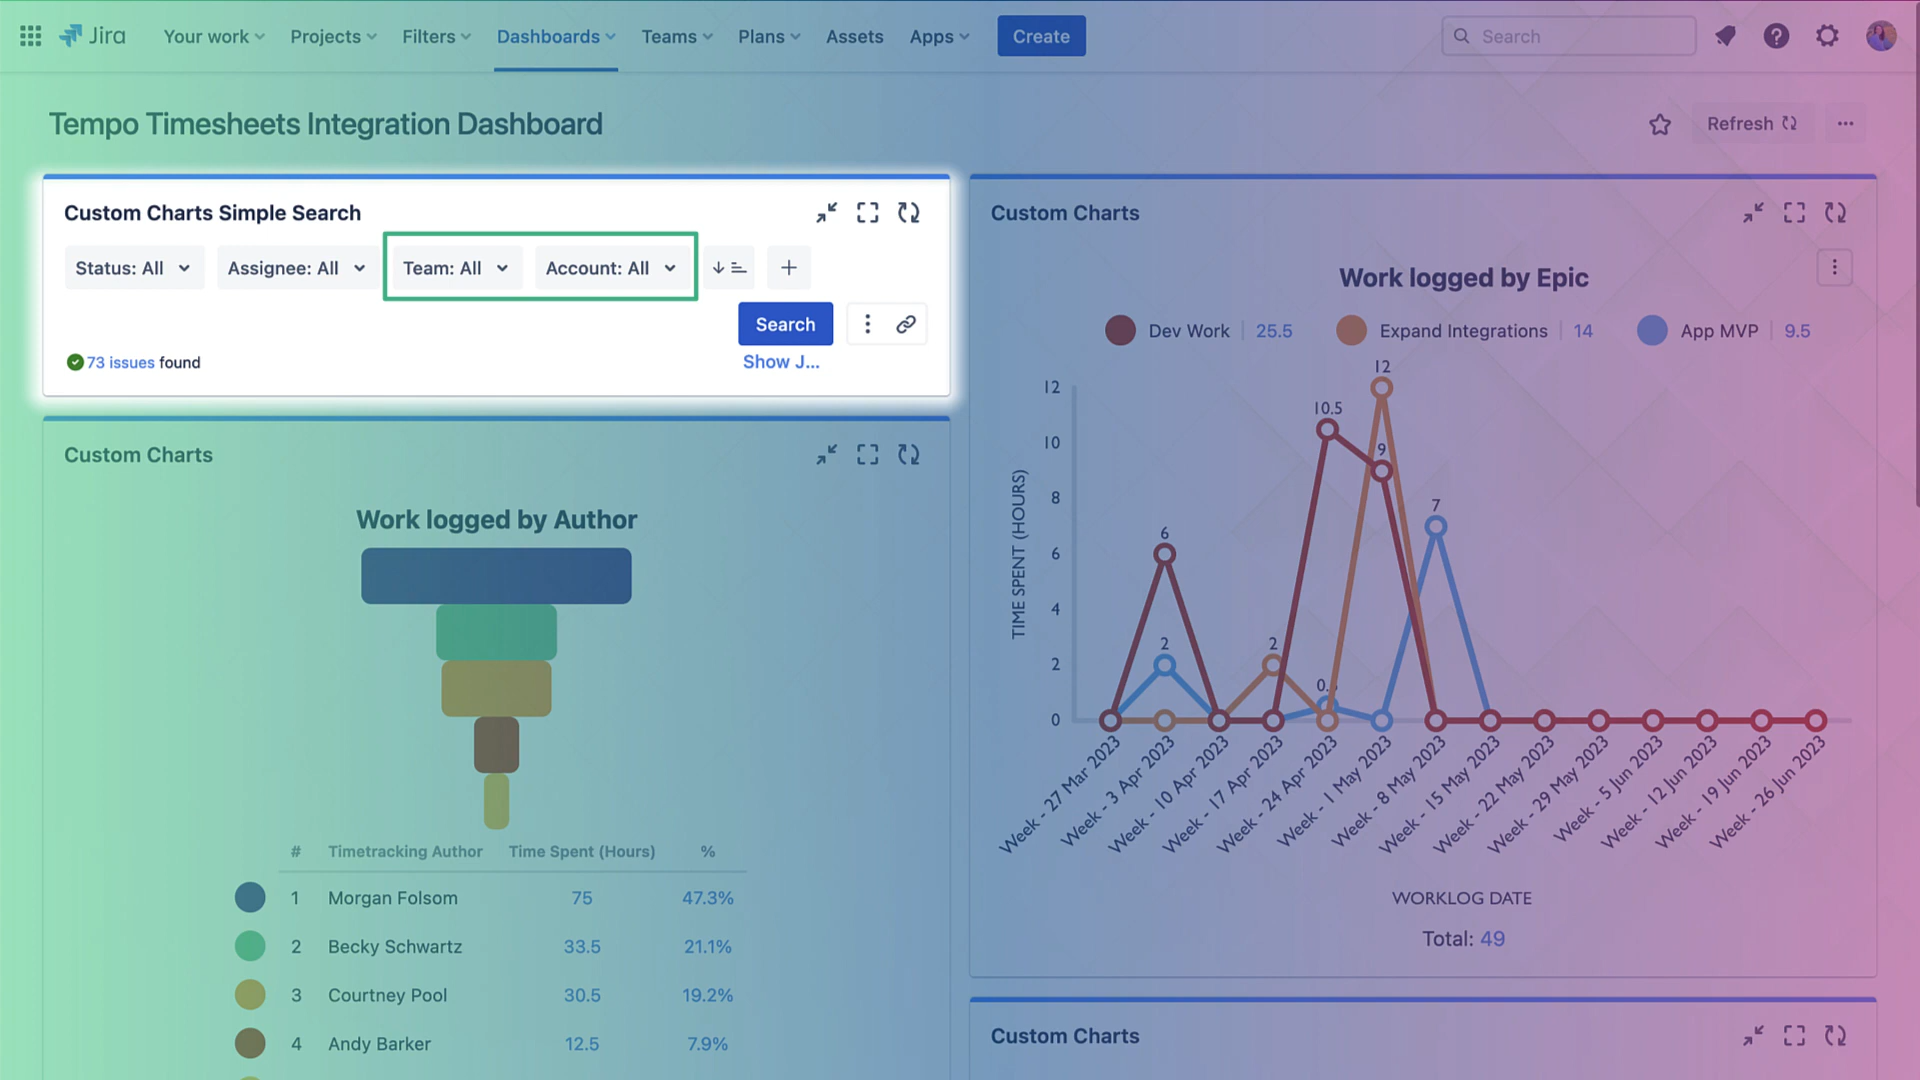 Jira
Your work
Projects
Filters
Dashboards
Teams
Plans
Assets
Apps
Create
Search
Tempo Timesheets Integration Dashboard
Refresh
Custom Charts Simple Search
Status: All
Assignee: All
Team: All
Account: All
Search
73 issues found
Show J...
Custom Charts
Work logged by Author
# Timetracking Author Time Spent (Hours) %
1 Morgan Folsom 75 47.3%
2 Becky Schwartz 33.5 21.1%
3 Courtney Pool 30.5 19.2%
4 Andy Barker 12.5 7.9%
Custom Charts
Work logged by Epic
Dev Work 25.5
Expand Integrations 14
App MVP 9.5
TIME SPENT (HOURS)
12
10
8
6
4
2
0
6
2
2
10.5
12
9
7
Week - 27 Mar 2023
Week - 3 Apr 2023
Week - 10 Apr 2023
Week - 17 Apr 2023
Week - 24 Apr 2023
Week - 1 May 2023
Week - 8 May 2023
Week - 15 May 2023
Week - 22 May 2023
Week - 29 May 2023
Week - 5 Jun 2023
Week - 12 Jun 2023
Week - 19 Jun 2023
Week - 26 Jun 2023
WORKLOG DATE
Total: 49
Custom Charts